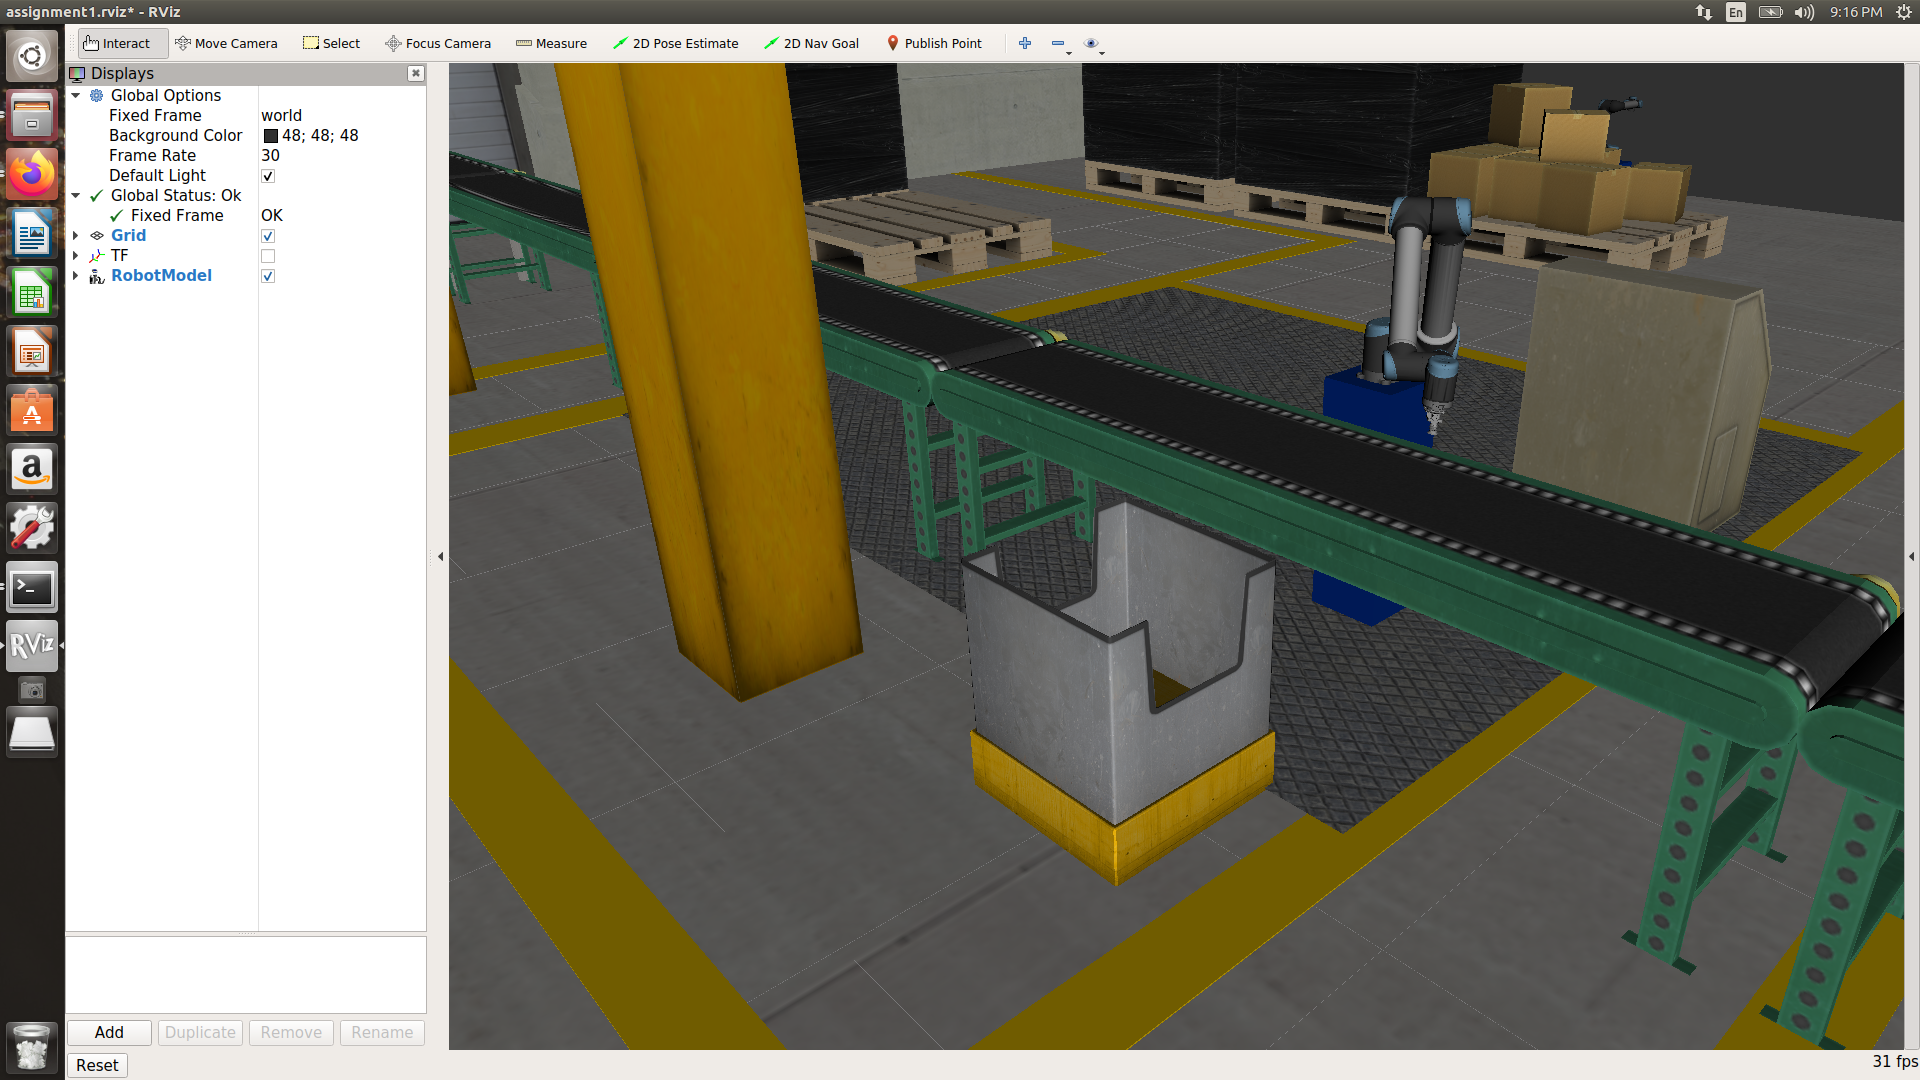 assignment1.rviz* - RViz
En
9:16 PM
Interact
Move Camera
Select
Focus Camera
Measure
2D Pose Estimate
2D Nav Goal
Publish Point
Displays
Global Options
Fixed Frame world
Background Color 48; 48; 48
Frame Rate 30
Default Light
Global Status: Ok
Fixed Frame OK
Grid
TF
RobotModel
RViz
Add
Duplicate
Remove
Rename
Reset
31 fps